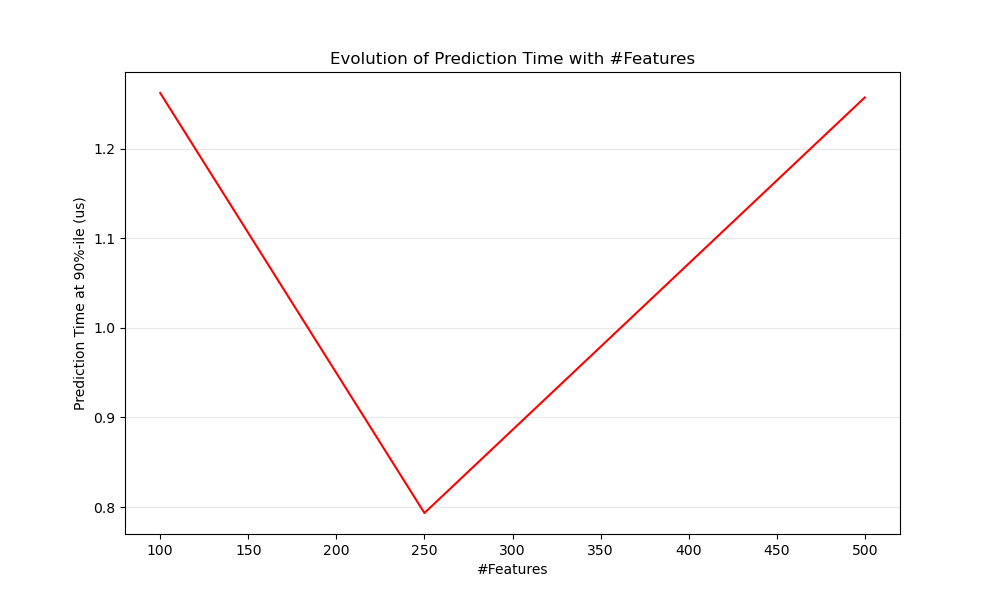 Evolution of Prediction Time with #Features
Prediction Time at 90%-ile (us)
1.2
1.1
1.0
0.9
0.8
100 150 200 250 300 350 400 450 500
#Features